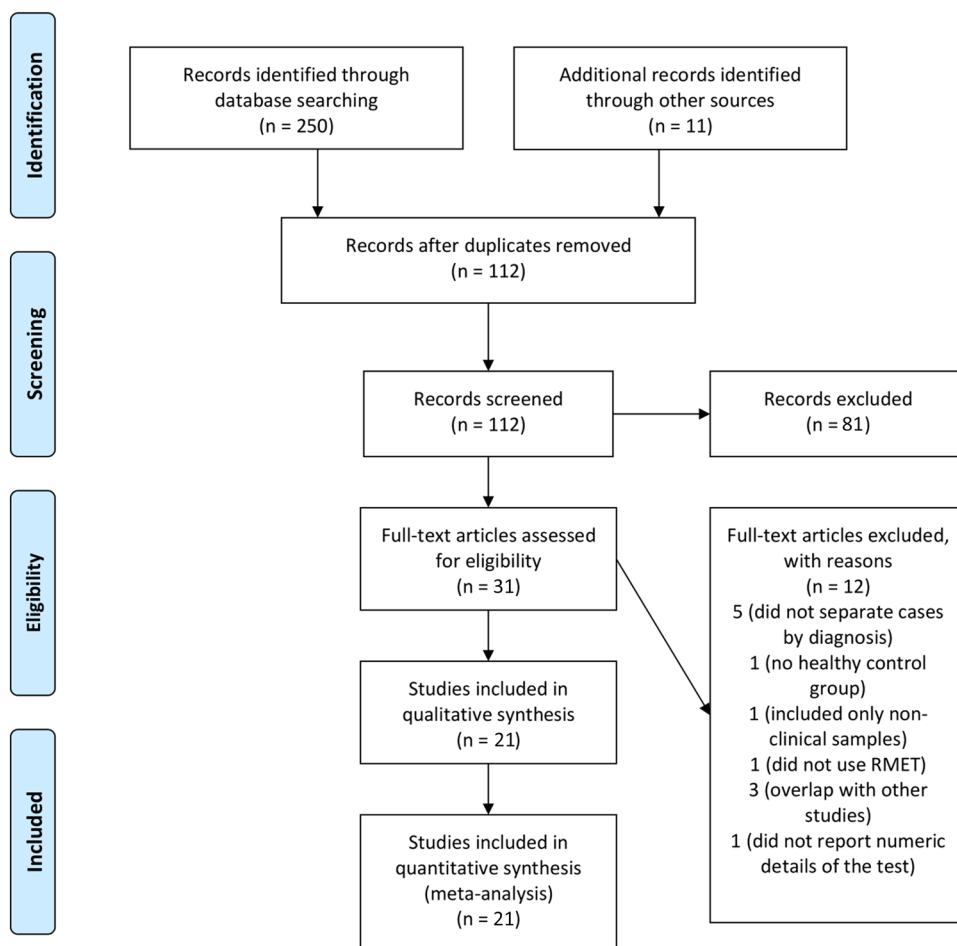 Identification
Records identified through
database searching
(n = 250)
Additional records identified
through other sources
(n = 11)
Records after duplicates removed
(n = 112)
Screening
Records screened
(n = 112)
Records excluded
(n = 81)
Eligibility
Full-text articles assessed
for eligibility
(n = 31)
Full-text articles excluded,
with reasons
(n = 12)
5 (did not separate cases
by diagnosis)
1 (no healthy control
group)
1 (included only non-
clinical samples)
1 (did not use RMET)
3 (overlap with other
studies)
1 (did not report numeric
details of the test)
Studies included in
qualitative synthesis
(n = 21)
Included
Studies included in
quantitative synthesis
(meta-analysis)
(n = 21)